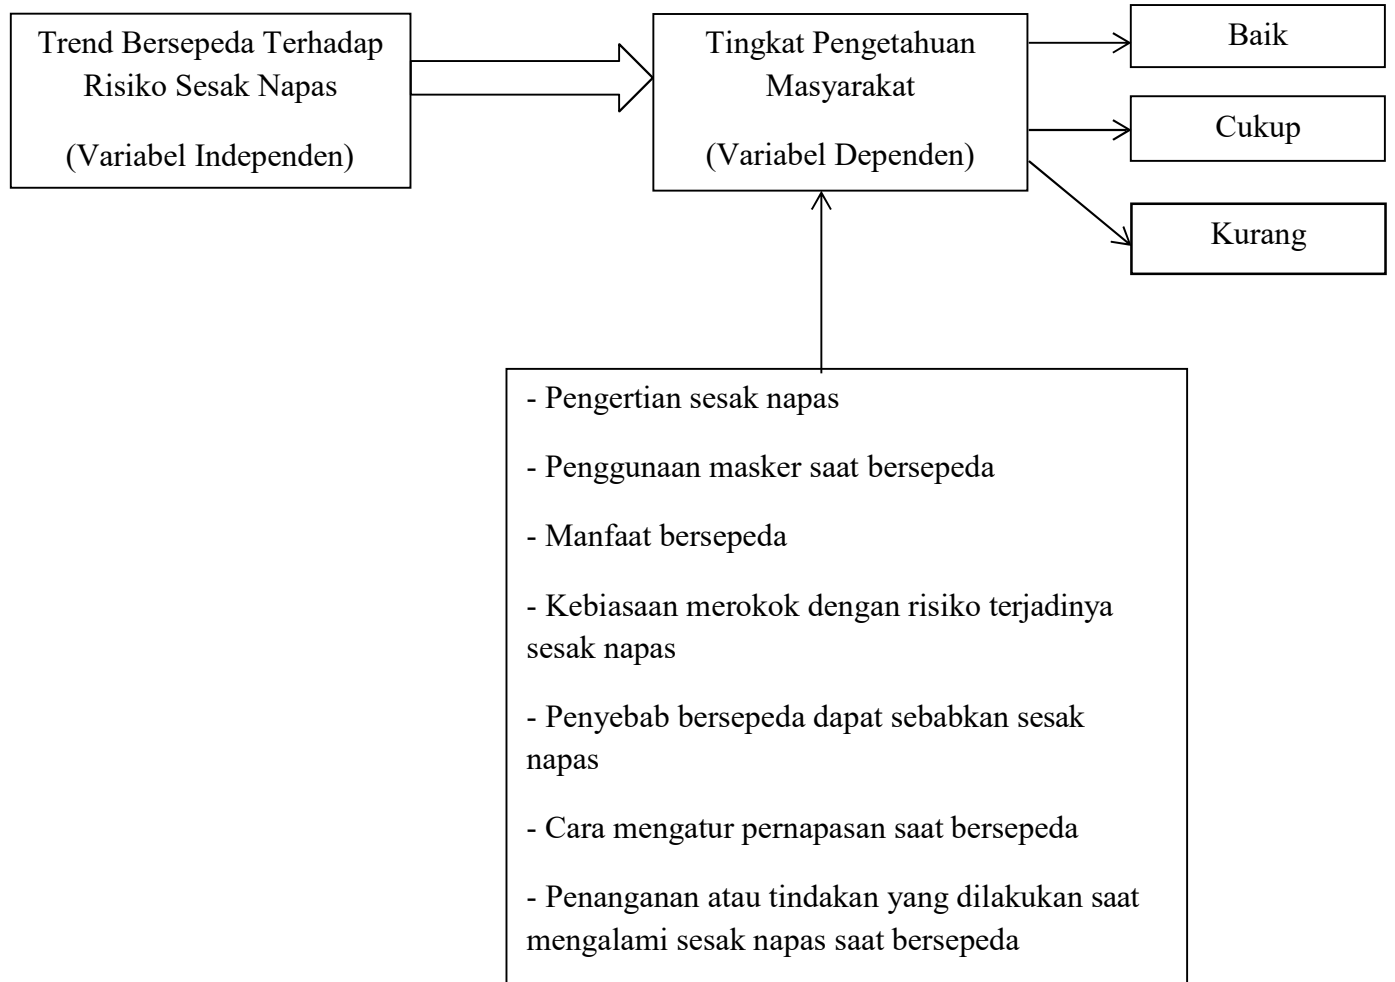 Trend Bersepeda Terhadap
Risiko Sesak Napas
(Variabel Independen)
Tingkat Pengetahuan
Masyarakat
(Variabel Dependen)
Baik
Cukup
Kurang
- Pengertian sesak napas
- Penggunaan masker saat bersepeda
- Manfaat bersepeda
- Kebiasaan merokok dengan risiko terjadinya
sesak napas
- Penyebab bersepeda dapat sebabkan sesak
napas
- Cara mengatur pernapasan saat bersepeda
- Penanganan atau tindakan yang dilakukan saat
mengalami sesak napas saat bersepeda